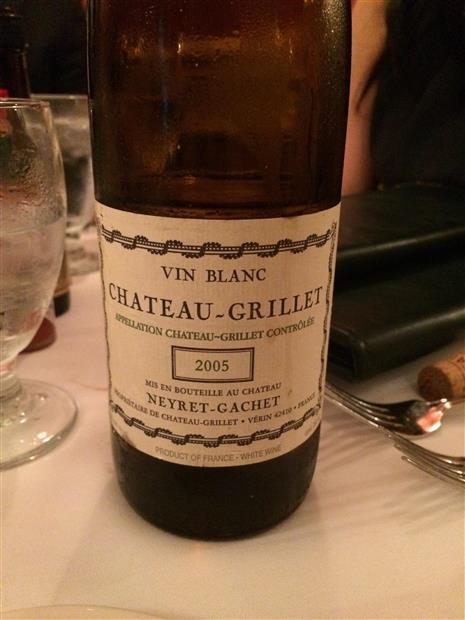 VIN BLANC
CHATEAU-GRILLET
APPELLATION CHATEAU-GRILLET CONTRÔLÉE
2005
MIS EN BOUTEILLE AU CHATEAU
NEYRET-GACHET
PROPRIÉTAIRE DE CHATEAU-GRILLET • VÉRIN 42410 • FRANCE
PRODUCT OF FRANCE - WHITE WINE